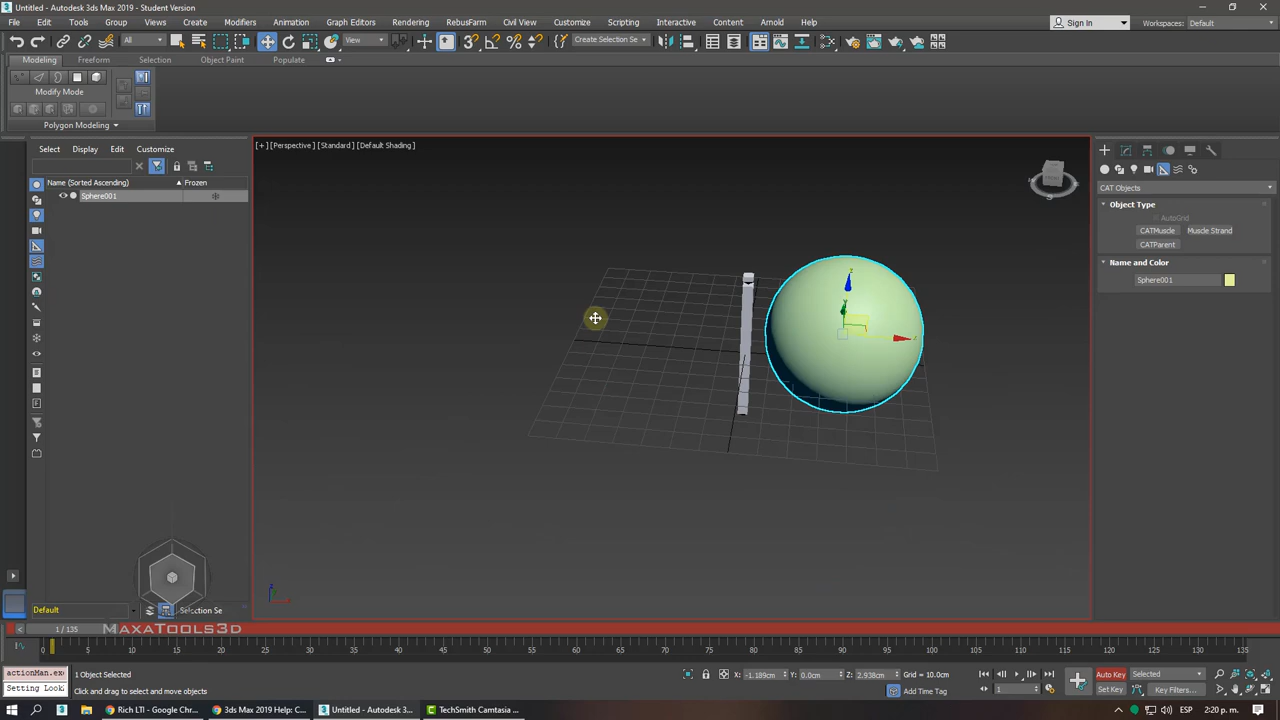 Untitled - Autodesk 3ds Max 2019 - Student Version
File Edit Tools Group Views Create Modifiers Animation Graph Editors Rendering RebusFarm Civil View Customize Scripting Interactive Content Arnold Help
Sign In
Workspaces: Default
All
View
Create Selection Se
Modeling Freeform Selection Object Paint Populate
Modify Mode
Polygon Modeling
Select Display Edit Customize
Name (Sorted Ascending) Frozen
Sphere001
[+] [Perspective] [Standard] [Default Shading]
CAT Objects
Object Type
AutoGrid
CATMuscle Muscle Strand
CATParent
Name and Color
Sphere001
z
x
Default
Selection Se
1 / 135
MAXATOOLS3D
0 5 10 15 20 25 30 35 40 45 50 55 60 65 70 75 80 85 90 95 100 105 110 115 120 125 130 135
actionMan.exe
Setting Look
1 Object Selected
Click and drag to select and move objects
X: -1.189cm Y: 0.0cm Z: 2.938cm Grid = 10.0cm
Add Time Tag
1
Auto Key Selected
Set Key Key Filters...
Rich LTI - Google Chr...
3ds Max 2019 Help: C...
Untitled - Autodesk 3...
TechSmith Camtasia ...
ESP 2:20 p. m.